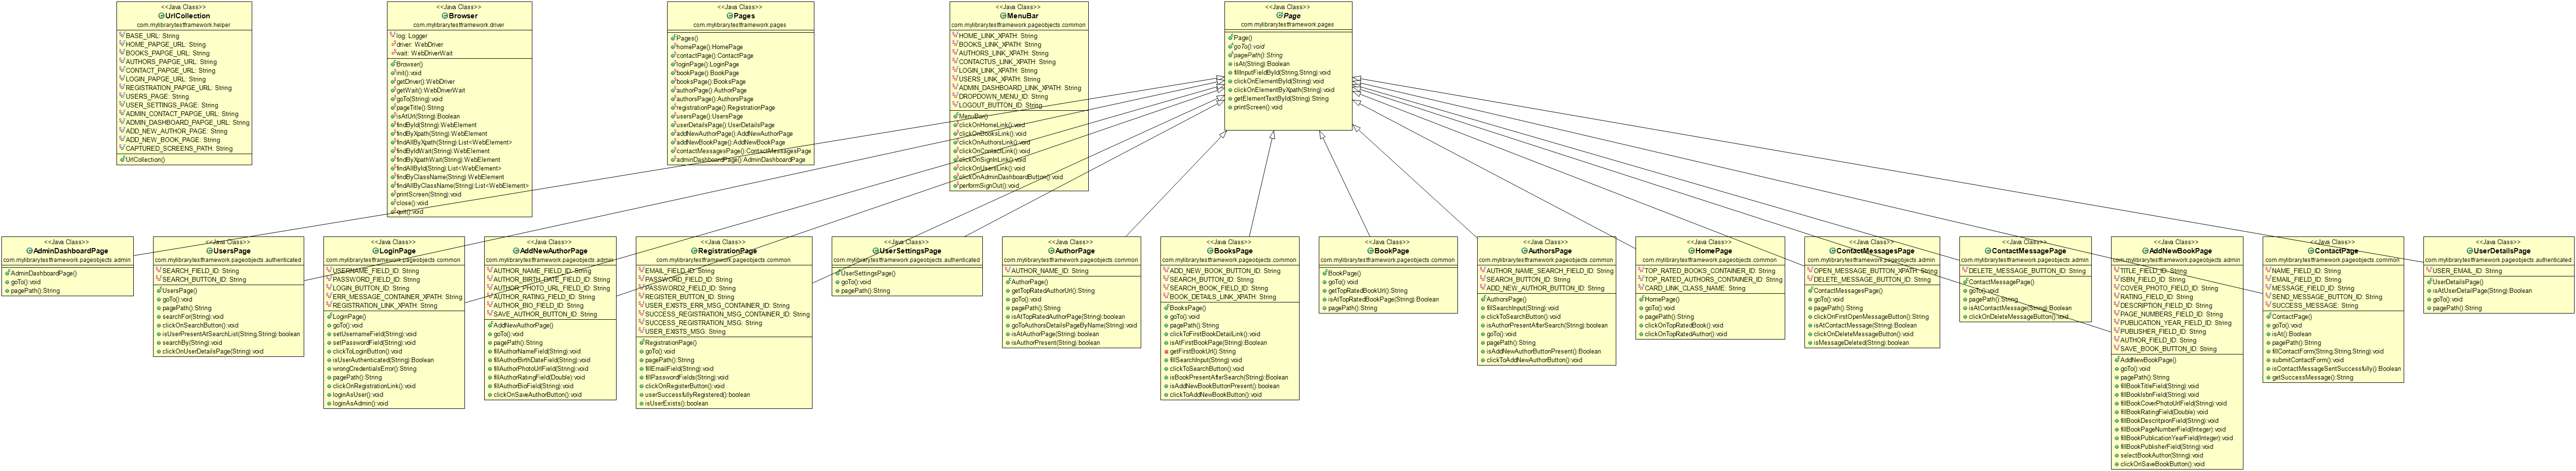 <<Java Class>>
UrlCollection
com.mylibrarytestframework.helper
BASE_URL: String
HOME_PAPGE_URL: String
BOOKS_PAPGE_URL: String
AUTHORS_PAPGE_URL: String
CONTACT_PAPGE_URL: String
LOGIN_PAPGE_URL: String
REGISTRATION_PAPGE_URL: String
USERS_PAGE: String
USER_SETTINGS_PAGE: String
ADMIN_CONTACT_PAPGE_URL: String
ADMIN_DASHBOARD_PAPGE_URL: String
ADD_NEW_AUTHOR_PAGE: String
ADD_NEW_BOOK_PAGE: String
CAPTURED_SCREENS_PATH: String
UrlCollection()
<<Java Class>>
Browser
com.mylibrarytestframework.driver
log: Logger
driver: WebDriver
wait: WebDriverWait
Browser()
init():void
getDriver():WebDriver
getWait():WebDriverWait
goTo(String):void
pageTitle():String
isAtUrl(String):Boolean
findById(String):WebElement
findByXpath(String):WebElement
findAllByXpath(String):List<WebElement>
findByIdWait(String):WebElement
findByXpathWait(String):WebElement
findAllById(String):List<WebElement>
findByClassName(String):WebElement
findAllByClassName(String):List<WebElement>
printScreen(String):void
close():void
quit():void
<<Java Class>>
Pages
com.mylibrarytestframework.pages
Pages()
homePage():HomePage
contactPage():ContactPage
loginPage():LoginPage
bookPage():BookPage
booksPage():BooksPage
authorPage():AuthorPage
authorsPage():AuthorsPage
registrationPage():RegistrationPage
usersPage():UsersPage
userDetailsPage():UserDetailsPage
addNewAuthorPage():AddNewAuthorPage
addNewBookPage():AddNewBookPage
contactMessagesPage():ContactMessagesPage
adminDashboardPage():AdminDashboardPage
<<Java Class>>
MenuBar
com.mylibrarytestframework.pageobjects.common
HOME_LINK_XPATH: String
BOOKS_LINK_XPATH: String
AUTHORS_LINK_XPATH: String
CONTACTUS_LINK_XPATH: String
LOGIN_LINK_XPATH: String
USERS_LINK_XPATH: String
ADMIN_DASHBOARD_LINK_XPATH: String
DROPDOWN_MENU_ID: String
LOGOUT_BUTTON_ID: String
MenuBar()
clickOnHomeLink():void
clickOnBooksLink():void
clickOnAuthorsLink():void
clickOnContactLink():void
clickOnSignInLink():void
clickOnUsersLink():void
clickOnAdminDashboardButton():void
performSignOut():void
<<Java Class>>
Page
com.mylibrarytestframework.pages
Page()
goTo():void
pagePath():String
isAt(String):Boolean
fillInputFieldById(String,String):void
clickOnElementById(String):void
clickOnElementByXpath(String):void
getElementTextById(String):String
printScreen():void
<<Java Class>>
AdminDashboardPage
com.mylibrarytestframework.pageobjects.admin
AdminDashboardPage()
goTo():void
pagePath():String
<<Java Class>>
UsersPage
com.mylibrarytestframework.pageobjects.authenticated
SEARCH_FIELD_ID: String
SEARCH_BUTTON_ID: String
UsersPage()
goTo():void
pagePath():String
searchFor(String):void
clickOnSearchButton():void
isUserPresentAtSearchList(String,String):boolean
searchBy(String):void
clickOnUserDetailsPage(String):void
<<Java Class>>
LoginPage
com.mylibrarytestframework.pageobjects.common
USERNAME_FIELD_ID: String
PASSWORD_FIELD_ID: String
LOGIN_BUTTON_ID: String
ERR_MESSAGE_CONTAINER_XPATH: String
REGISTRATION_LINK_XPATH: String
LoginPage()
goTo():void
setUsernameField(String):void
setPasswordField(String):void
clickToLoginButton():void
isUserAuthenticated(String):Boolean
wrongCredentialsError():String
pagePath():String
clickOnRegistrationLink():void
loginAsUser():void
loginAsAdmin():void
<<Java Class>>
AddNewAuthorPage
com.mylibrarytestframework.pageobjects.admin
AUTHOR_NAME_FIELD_ID: String
AUTHOR_BIRTH_DATE_FIELD_ID: String
AUTHOR_PHOTO_URL_FIELD_ID: String
AUTHOR_RATING_FIELD_ID: String
AUTHOR_BIO_FIELD_ID: String
SAVE_AUTHOR_BUTTON_ID: String
AddNewAuthorPage()
goTo():void
pagePath():String
fillAuthorNameField(String):void
fillAuthorBirthDateField(String):void
fillAuthorPhotoUrlField(String):void
fillAuthorRatingField(Double):void
fillAuthorBioField(String):void
clickOnSaveAuthorButton():void
<<Java Class>>
RegistrationPage
com.mylibrarytestframework.pageobjects.common
EMAIL_FIELD_ID: String
PASSWORD_FIELD_ID: String
PASSWORD2_FIELD_ID: String
REGISTER_BUTTON_ID: String
USER_EXISTS_ERR_MSG_CONTAINER_ID: String
SUCCESS_REGISTRATION_MSG_CONTAINER_ID: String
SUCCESS_REGISTRATION_MSG: String
USER_EXISTS_MSG: String
RegistrationPage()
goTo():void
pagePath():String
fillEmailField(String):void
fillPasswordFields(String):void
clickOnRegisterButton():void
userSuccessfullyRegistered():boolean
isUserExists():boolean
<<Java Class>>
UserSettingsPage
com.mylibrarytestframework.pageobjects.authenticated
UserSettingsPage()
goTo():void
pagePath():String
<<Java Class>>
AuthorPage
com.mylibrarytestframework.pageobjects.common
AUTHOR_NAME_ID: String
AuthorPage()
getTopRatedAuthorUrl():String
goTo():void
pagePath():String
isAtTopRatedAuthorPage(String):boolean
goToAuthorsDetailsPageByName(String):void
isAtAuthorPage(String):boolean
isAuthorPresent(String):boolean
<<Java Class>>
BooksPage
com.mylibrarytestframework.pageobjects.common
ADD_NEW_BOOK_BUTTON_ID: String
SEARCH_BUTTON_ID: String
SEARCH_BOOK_FIELD_ID: String
BOOK_DETAILS_LINK_XPATH: String
BooksPage()
goTo():void
pagePath():String
clickToFirstBookDetailLink():void
isAtFirstBookPage(String):Boolean
getFirstBookUrl():String
fillSearchInput(String):void
clickToSearchButton():void
isBookPresentAfterSearch(String):Boolean
isAddNewBookButtonPresent():boolean
clickToAddNewBookButton():void
<<Java Class>>
BookPage
com.mylibrarytestframework.pageobjects.common
BookPage()
goTo():void
getTopRatedBookUrl():String
isAtTopRatedBookPage(String):Boolean
pagePath():String
<<Java Class>>
AuthorsPage
com.mylibrarytestframework.pageobjects.common
AUTHOR_NAME_SEARCH_FIELD_ID: String
SEARCH_BUTTON_ID: String
ADD_NEW_AUTHOR_BUTTON_ID: String
AuthorsPage()
fillSearchInput(String):void
clickToSearchButton():void
isAuthorPresentAfterSearch(String):boolean
goTo():void
pagePath():String
isAddNewAuthorButtonPresent():Boolean
clickToAddNewAuthorButton():void
<<Java Class>>
HomePage
com.mylibrarytestframework.pageobjects.common
TOP_RATED_BOOKS_CONTAINER_ID: String
TOP_RATED_AUTHORS_CONTAINER_ID: String
CARD_LINK_CLASS_NAME: String
HomePage()
goTo():void
pagePath():String
clickOnTopRatedBook():void
clickOnTopRatedAuthor():void
<<Java Class>>
ContactMessagesPage
com.mylibrarytestframework.pageobjects.admin
OPEN_MESSAGE_BUTTON_XPATH: String
DELETE_MESSAGE_BUTTON_ID: String
ContactMessagesPage()
goTo():void
pagePath():String
clickOnFirstOpenMessageButton():String
isAtContactMessage(String):Boolean
clickOnDeleteMessageButton():void
isMessageDeleted(String):boolean
<<Java Class>>
ContactMessagePage
com.mylibrarytestframework.pageobjects.admin
DELETE_MESSAGE_BUTTON_ID: String
ContactMessagePage()
goTo():void
pagePath():String
isAtContactMessage(String):Boolean
clickOnDeleteMessageButton():void
<<Java Class>>
AddNewBookPage
com.mylibrarytestframework.pageobjects.admin
TITLE_FIELD_ID: String
ISBN_FIELD_ID: String
COVER_PHOTO_FIELD_ID: String
RATING_FIELD_ID: String
DESCRIPTION_FIELD_ID: String
PAGE_NUMBERS_FIELD_ID: String
PUBLICATION_YEAR_FIELD_ID: String
PUBLISHER_FIELD_ID: String
AUTHOR_FIELD_ID: String
SAVE_BOOK_BUTTON_ID: String
AddNewBookPage()
goTo():void
pagePath():String
fillBookTitleField(String):void
fillBookIsbnField(String):void
fillBookCoverPhotoUrlField(String):void
fillBookRatingField(Double):void
fillBookDescritpionField(String):void
fillBookPageNumberField(Integer):void
fillBookPublicationYearField(Integer):void
fillBookPublisherField(String):void
selectBookAuthor(String):void
clickOnSaveBookButton():void
<<Java Class>>
ContactPage
com.mylibrarytestframework.pageobjects.common
NAME_FIELD_ID: String
EMAIL_FIELD_ID: String
MESSAGE_FIELD_ID: String
SEND_MESSAGE_BUTTON_ID: String
SUCCESS_MESSAGE: String
ContactPage()
goTo():void
isAt():Boolean
pagePath():String
fillContactForm(String,String,String):void
submitContactForm():void
isContactMessageSentSuccessfully():Boolean
getSuccessMessage():String
<<Java Class>>
UserDetailsPage
com.mylibrarytestframework.pageobjects.authenticated
USER_EMAIL_ID: String
UserDetailsPage()
isAtUserDetailPage(String):Boolean
goTo():void
pagePath():String